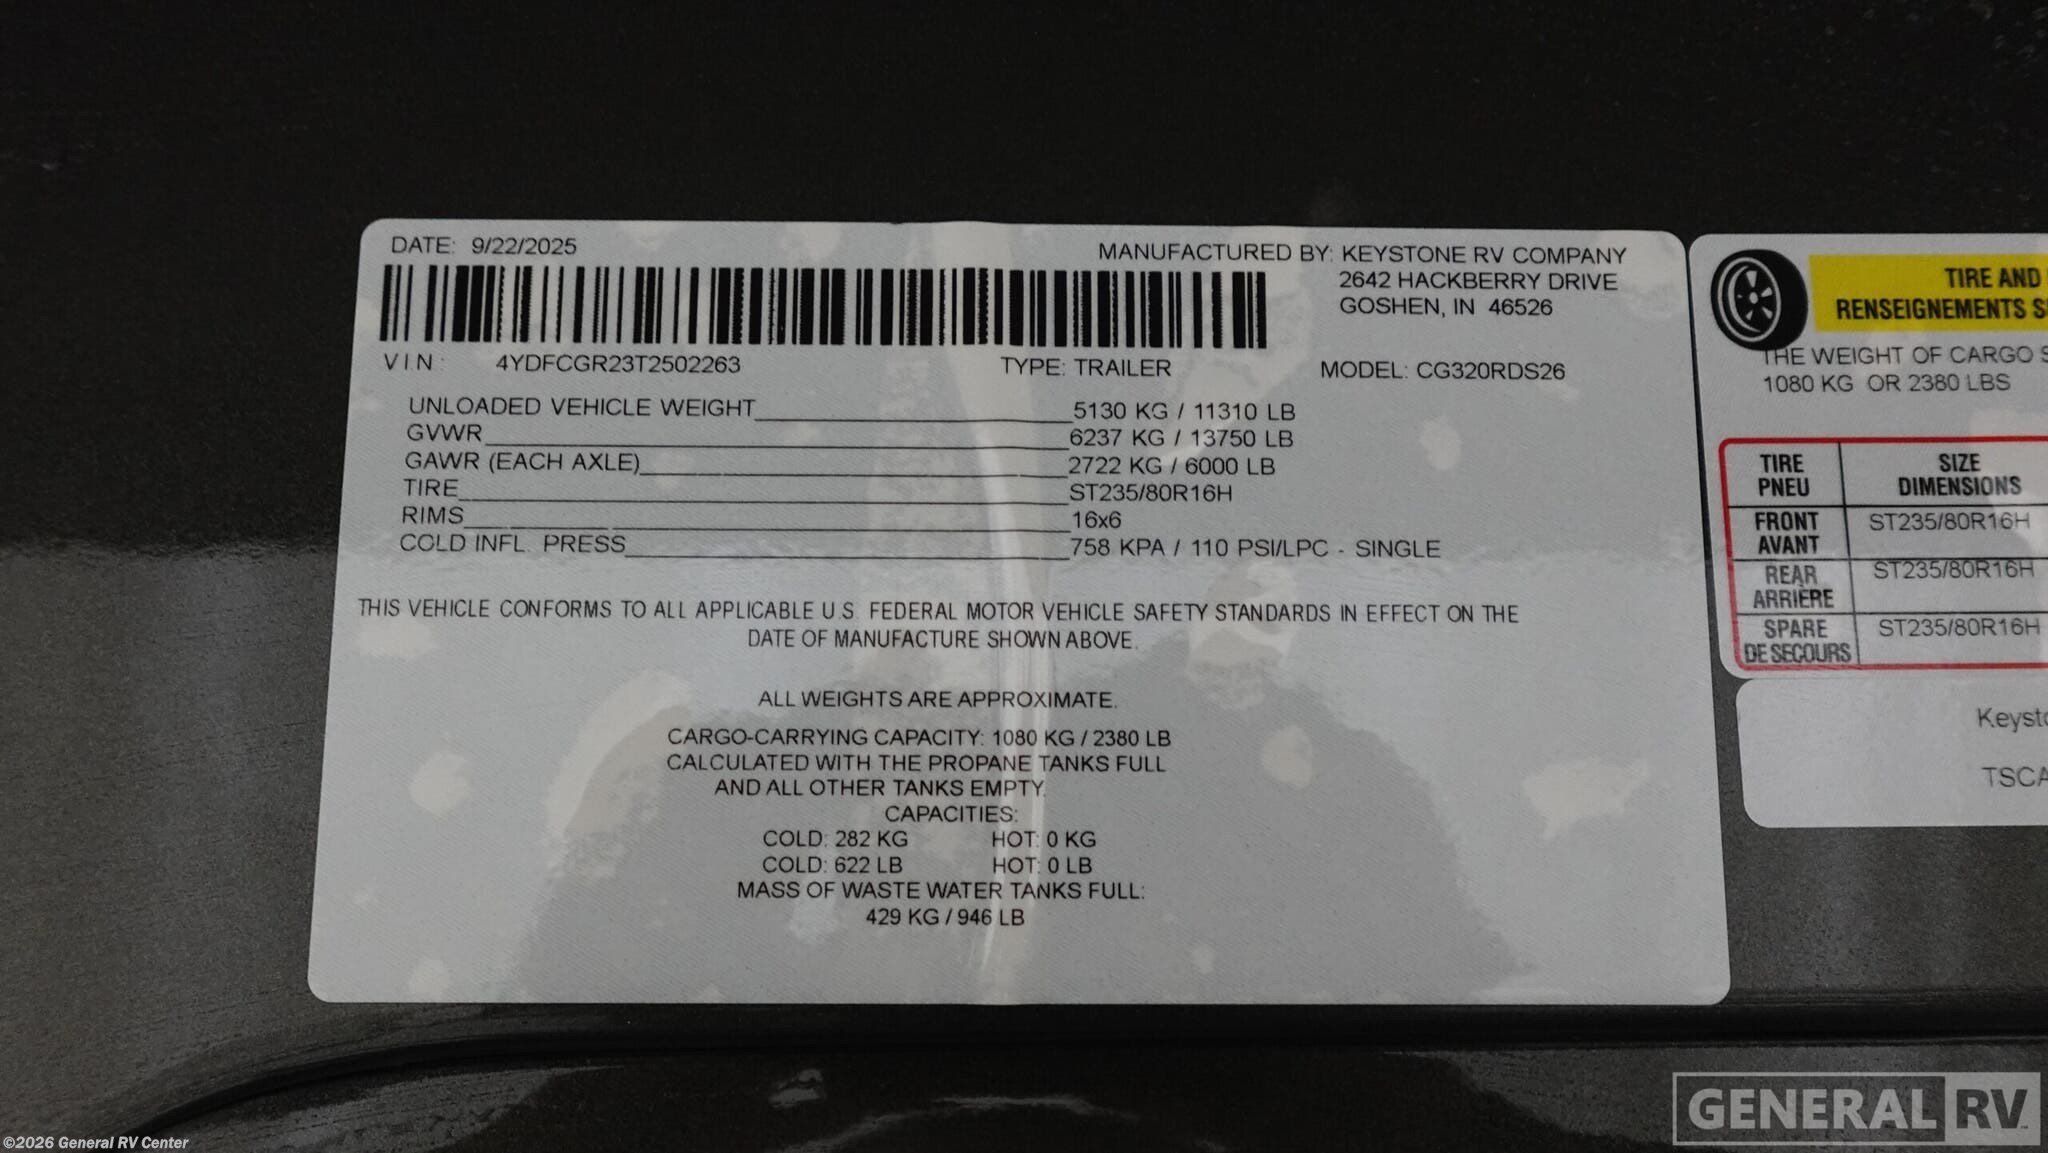 DATE: 9/22/2025
MANUFACTURED BY: KEYSTONE RV COMPANY
2642 HACKBERRY DRIVE
GOSHEN, IN 46526
VIN: 4YDFCGR23T2502263 TYPE: TRAILER MODEL: CG320RDS26
UNLOADED VEHICLE WEIGHT 5130 KG / 11310 LB
GVWR 6237 KG / 13750 LB
GAWR (EACH AXLE) 2722 KG / 6000 LB
TIRE ST235/80R16H
RIMS 16x6
COLD INFL. PRESS 758 KPA / 110 PSI/LPC - SINGLE
THIS VEHICLE CONFORMS TO ALL APPLICABLE U.S. FEDERAL MOTOR VEHICLE SAFETY STANDARDS IN EFFECT ON THE
DATE OF MANUFACTURE SHOWN ABOVE.
ALL WEIGHTS ARE APPROXIMATE.
CARGO-CARRYING CAPACITY: 1080 KG / 2380 LB
CALCULATED WITH THE PROPANE TANKS FULL
AND ALL OTHER TANKS EMPTY.
CAPACITIES:
COLD: 282 KG HOT: 0 KG
COLD: 622 LB HOT: 0 LB
MASS OF WASTE WATER TANKS FULL:
429 KG / 946 LB
TIRE AND
RENSEIGNEMENTS
THE WEIGHT OF CARGO
1080 KG OR 2380 LBS
TIRE SIZE
PNEU DIMENSIONS
FRONT ST235/80R16H
AVANT
REAR ST235/80R16H
ARRIÈRE
SPARE ST235/80R16H
DE SECOURS
Keysto
TSCA
GENERAL RV
©2026 General RV Center